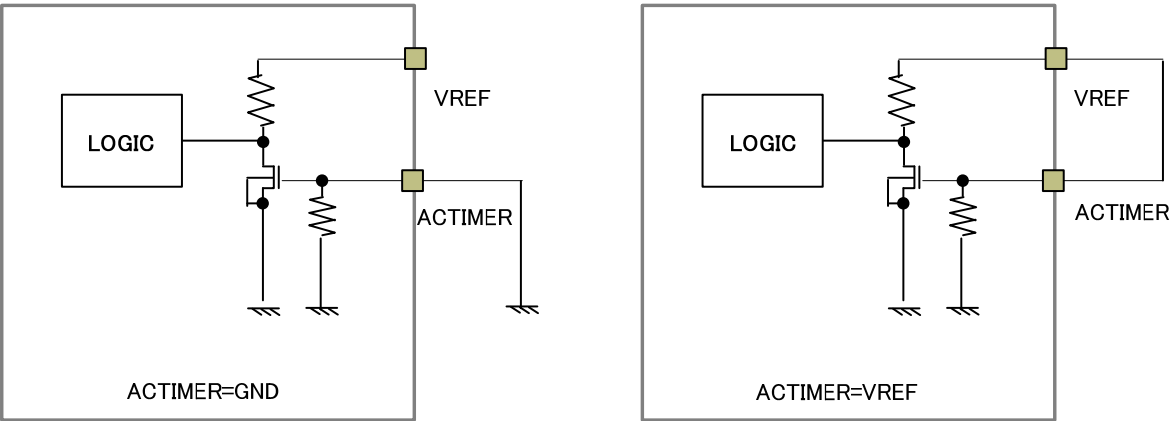 VREF
LOGIC
ACTIMER
ACTIMER=GND
VREF
LOGIC
ACTIMER
ACTIMER=VREF